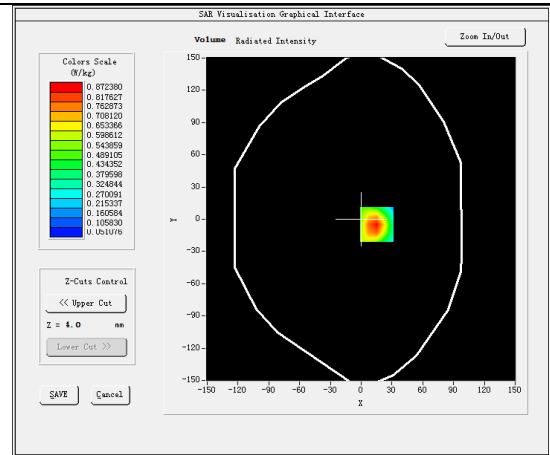 SAR Visualisation Graphical Interface
Volume Radiated Intensity
Zoom In/Out
Colors Scale
(W/kg)
0.872380
0.817627
0.762873
0.708120
0.653366
0.598612
0.543859
0.489105
0.434352
0.379598
0.324844
0.270091
0.215337
0.160584
0.105830
0.051076
Z-Cuts Control
<< Upper Cut
Z = 4.0 mm
Lower Cut >>
SAVE Cancel
150
120
90
60
30
0
-30
-60
-90
-120
-150
Y
-150 -120 -90 -60 -30 0 30 60 90 120 150
X